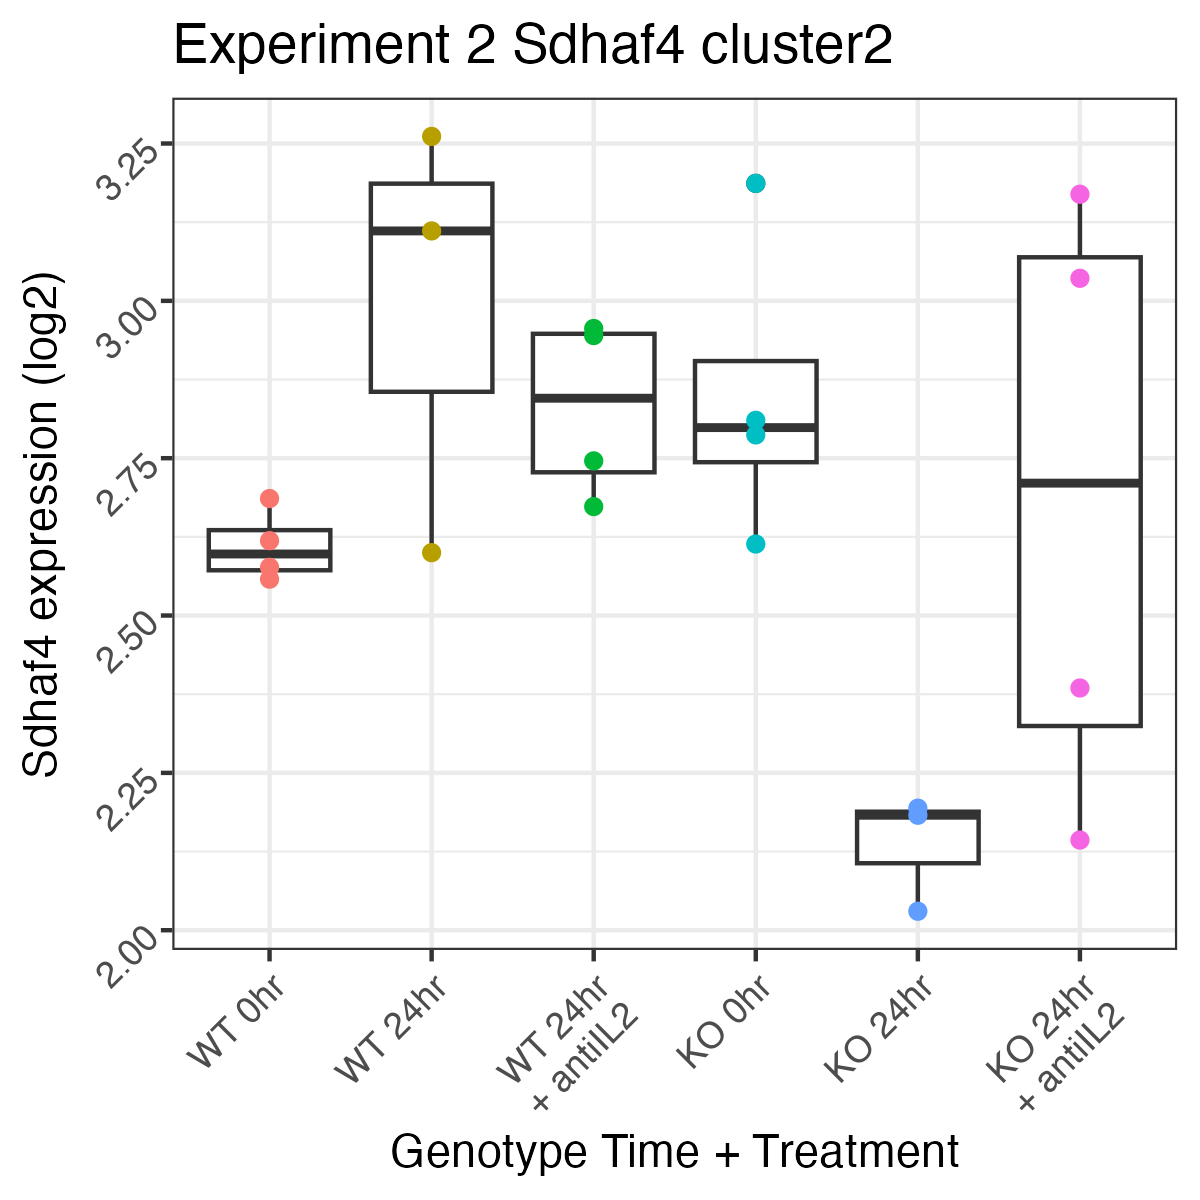 Experiment 2 Sdhaf4 cluster2
Sdhaf4 expression (log2)
3.25
3.00
2.75
2.50
2.25
2.00
WT 0hr
WT 24hr
WT 24hr
+ antiIL2
KO 0hr
KO 24hr
KO 24hr
+ antiIL2
Genotype Time + Treatment